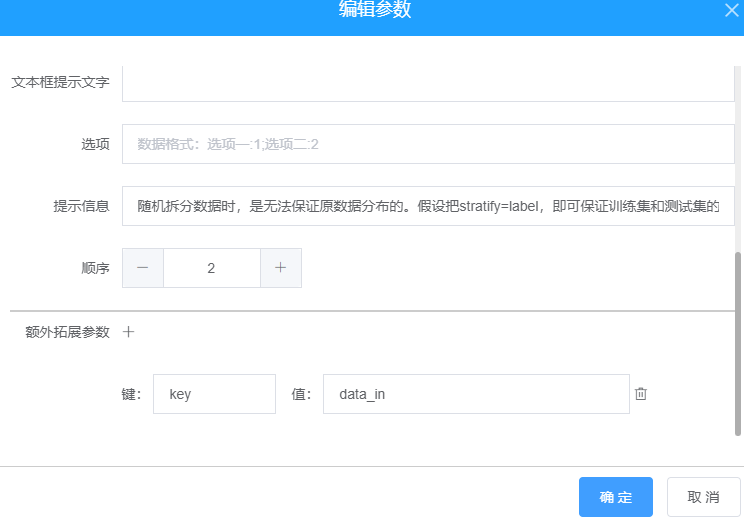 编辑参数
文本框提示文字
选项 数据格式：选项一:1;选项二:2
提示信息 随机拆分数据时，是无法保证原数据分布的。假设把stratify=label，即可保证训练集和测试集的
顺序 2
额外拓展参数
键： key 值： data_in
确 定 取 消